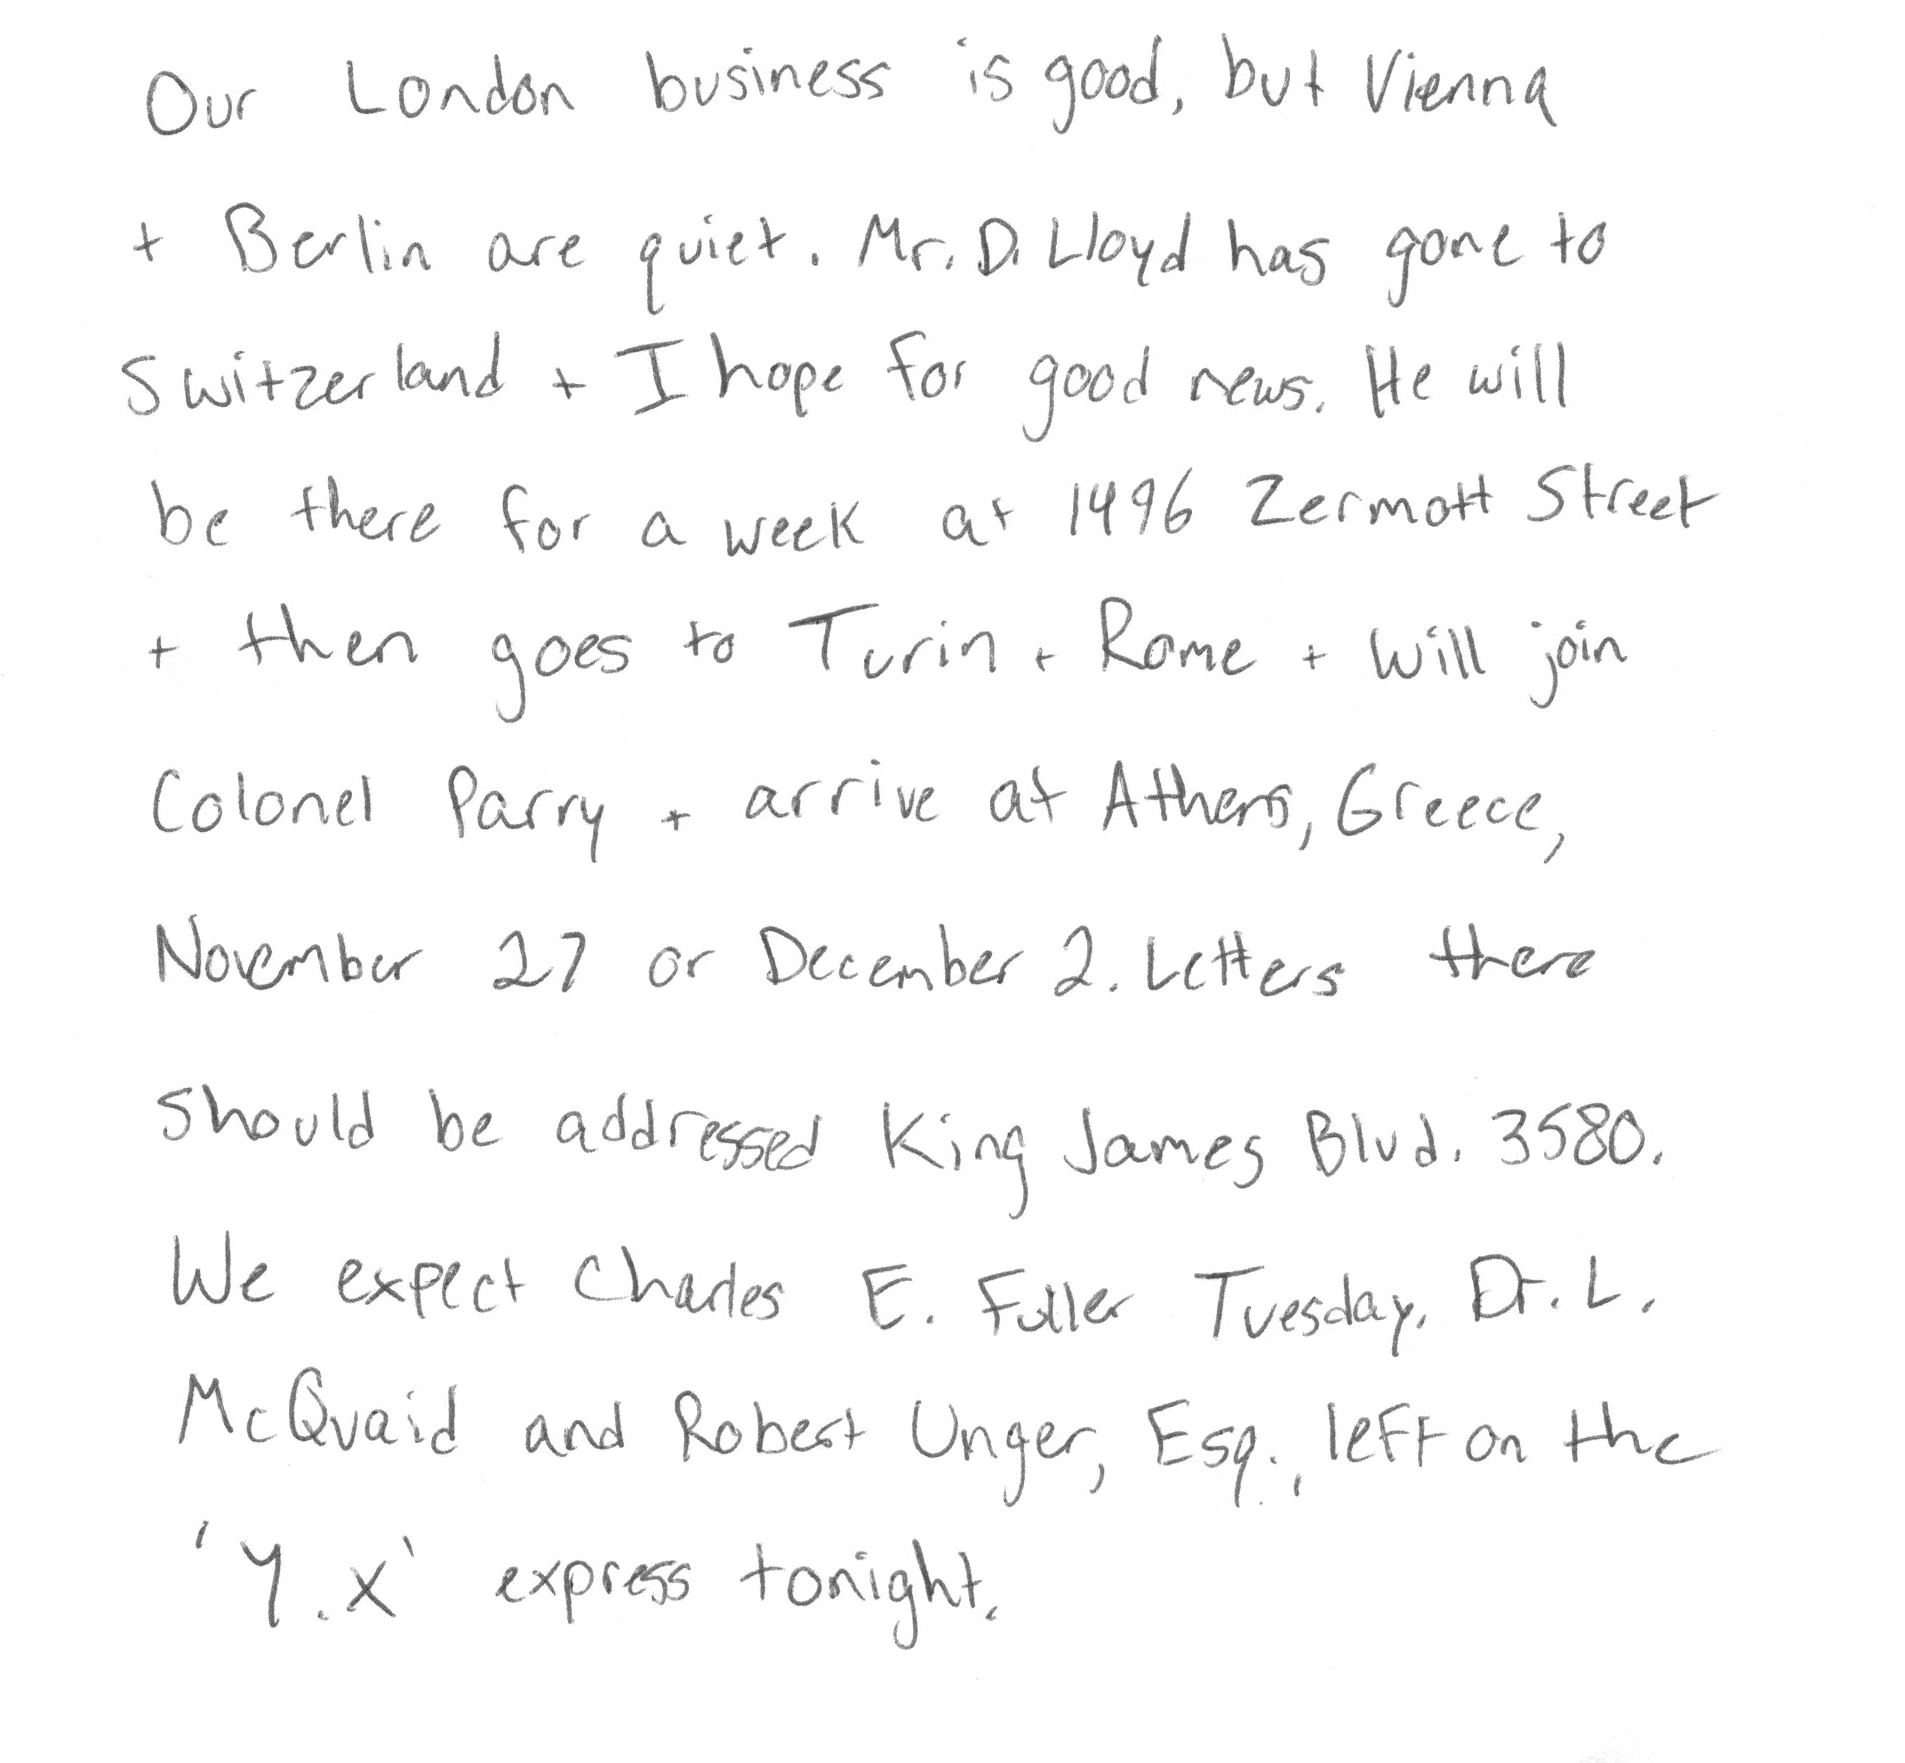 Our London business is good, but Vienna
+ Berlin are quiet. Mr. D. Lloyd has gone to
Switzerland + I hope for good news. He will
be there for a week at 1496 Zermott Street
+ then goes to Turin + Rome + will join
Colonel Parry + arrive at Athens, Greece,
November 27 or December 2. Letters there
should be addressed King James Blvd. 3580.
We expect Charles E. Fuller Tuesday. Dr. L.
McQuaid and Robert Unger, Esq., left on the
'Y.X' express tonight.